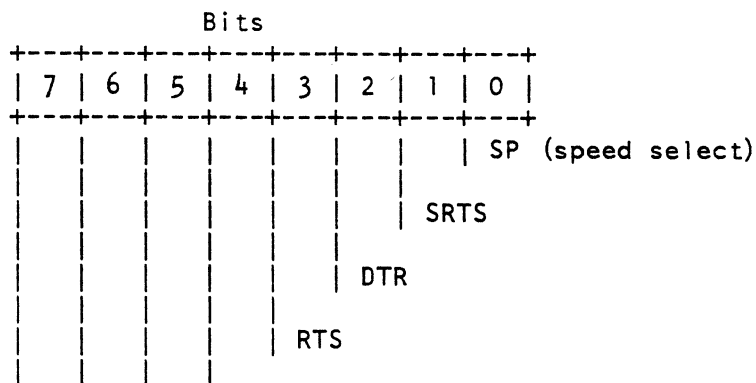 Bits
7 6 5 4 3 2 1 0
SP (speed select)
SRTS
DTR
RTS